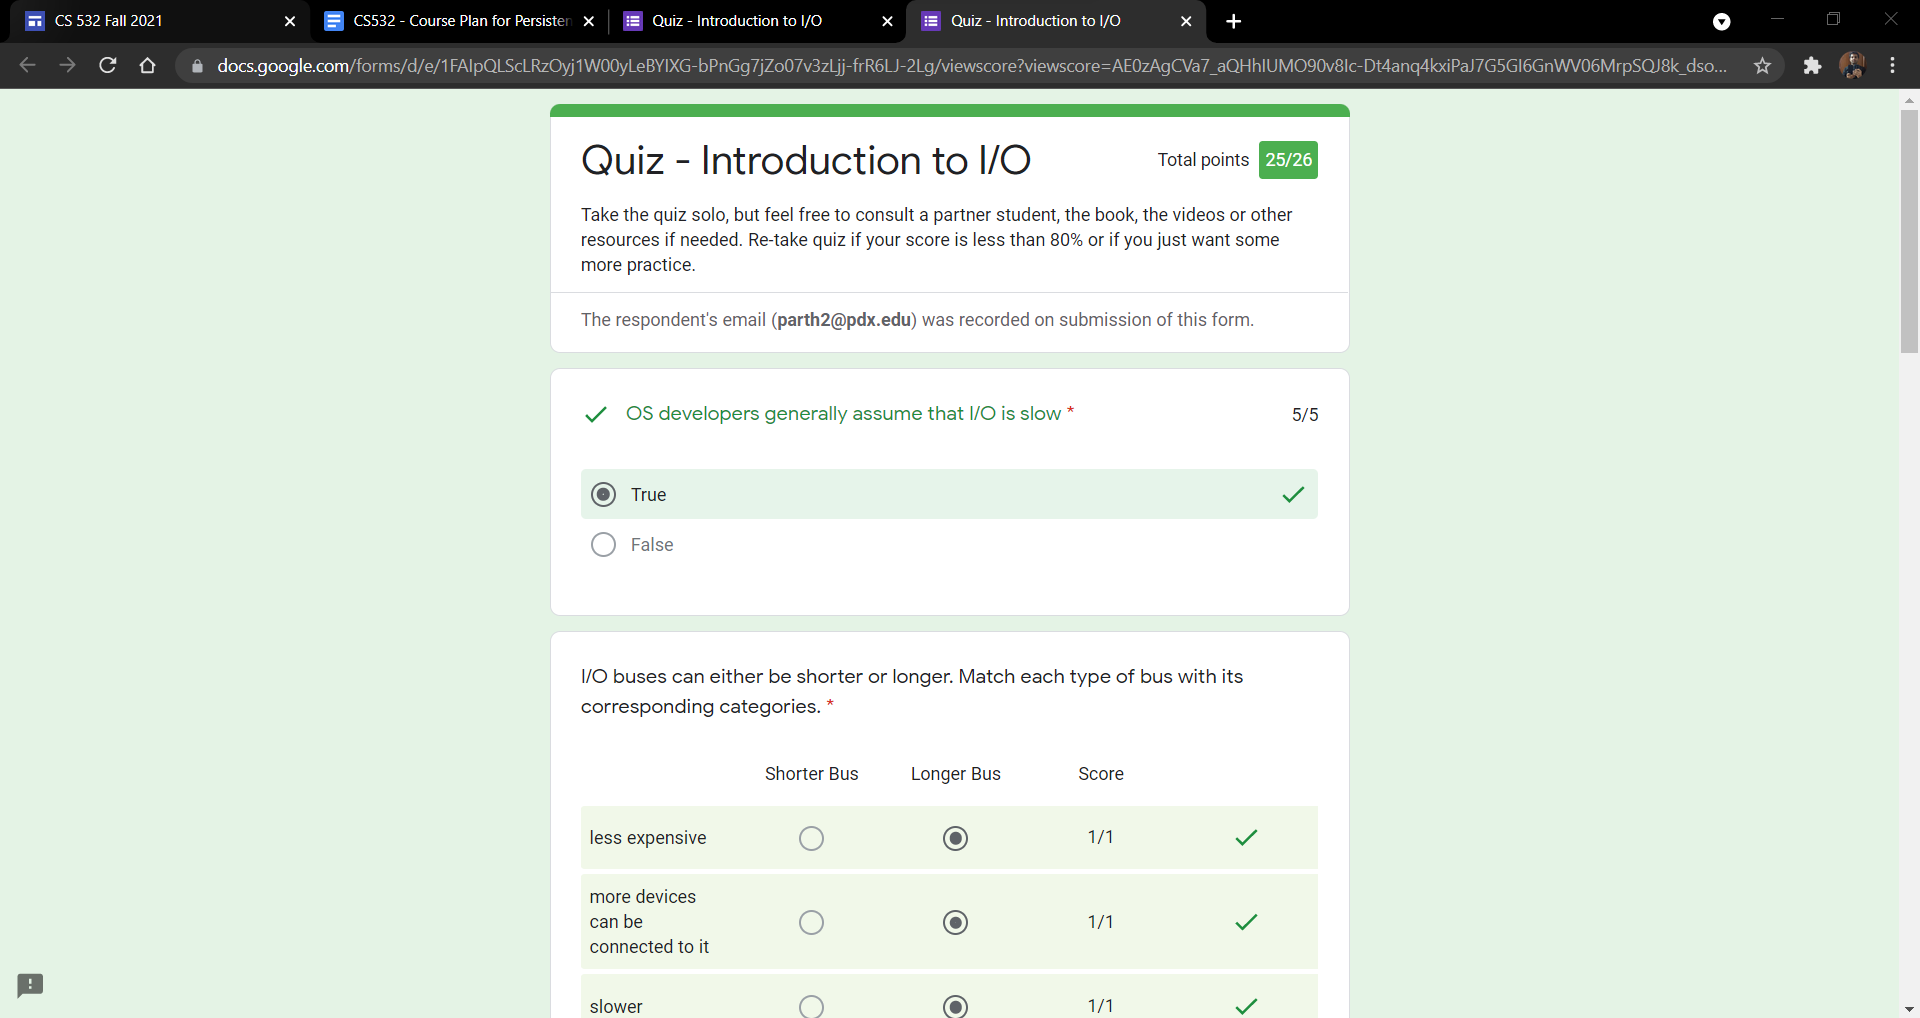 CS 532 Fall 2021
CS532 - Course Plan for Persisten
Quiz - Introduction to I/O
Quiz - Introduction to I/O
docs.google.com/forms/d/e/1FAIpQLScLRzOyj1W00yLeBYIXG-bPnGg7jZo07v3zLjj-frR6LJ-2Lg/viewscore?viewscore=AE0zAgCVa7_aQHhIUMO90v8Ic-Dt4anq4kxiPaJ7G5GI6GnWV06MrpSQJ8k_dso...
Quiz - Introduction to I/O
Total points 25/26
Take the quiz solo, but feel free to consult a partner student, the book, the videos or other
resources if needed. Re-take quiz if your score is less than 80% or if you just want some
more practice.
The respondent's email (parth2@pdx.edu) was recorded on submission of this form.
OS developers generally assume that I/O is slow *
5/5
True
False
I/O buses can either be shorter or longer. Match each type of bus with its
corresponding categories. *
Shorter Bus Longer Bus Score
less expensive 1/1
more devices
can be 1/1
connected to it
slower 1/1